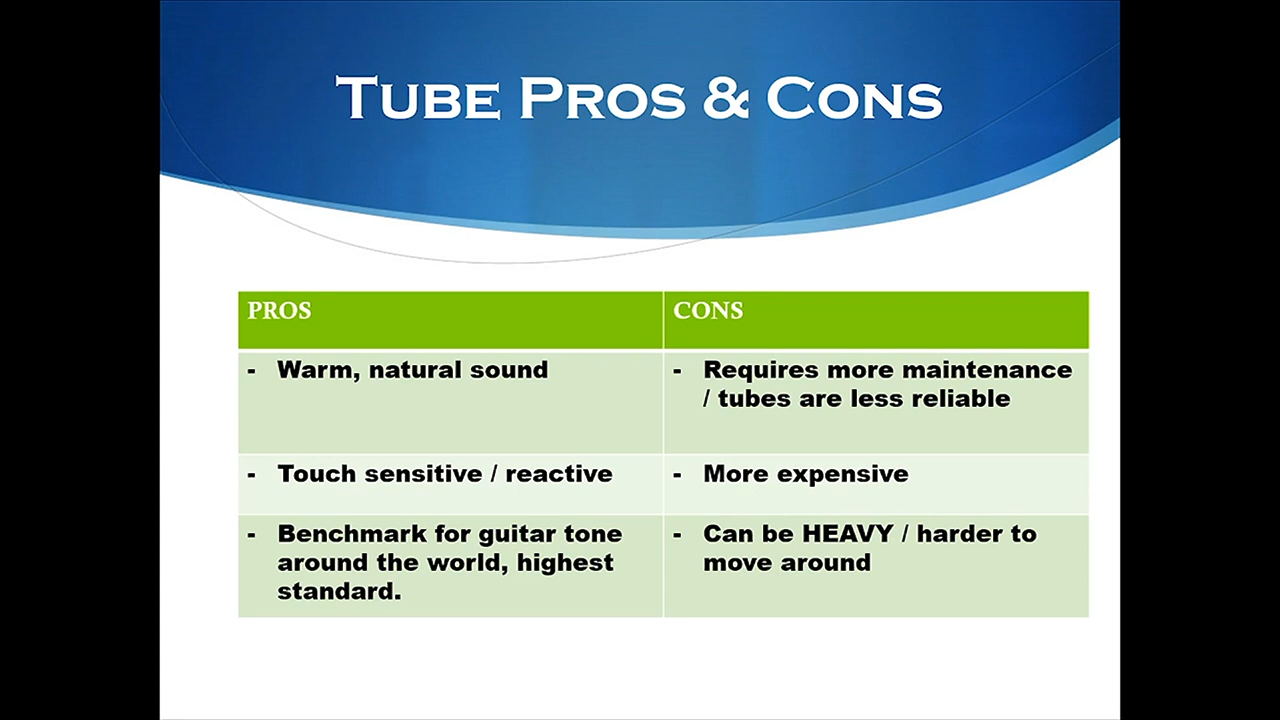 TUBE PROS & CONS
PROS
CONS
- Warm, natural sound
- Requires more maintenance
/ tubes are less reliable
- Touch sensitive / reactive
- More expensive
- Benchmark for guitar tone
around the world, highest
standard.
- Can be HEAVY / harder to
move around